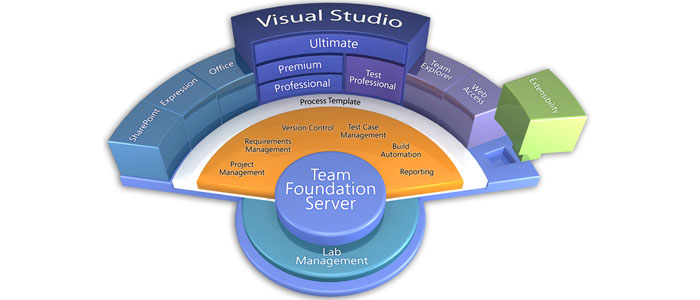 Visual Studio
Ultimate
Premium
Professional
Test
Professional
SharePoint
Expression
Office
Team
Explorer
Web
Access
Extensibility
Process Template
Version Control
Test Case
Management
Requirements
Management
Build
Automation
Project
Management
Reporting
Team
Foundation
Server
Lab
Management